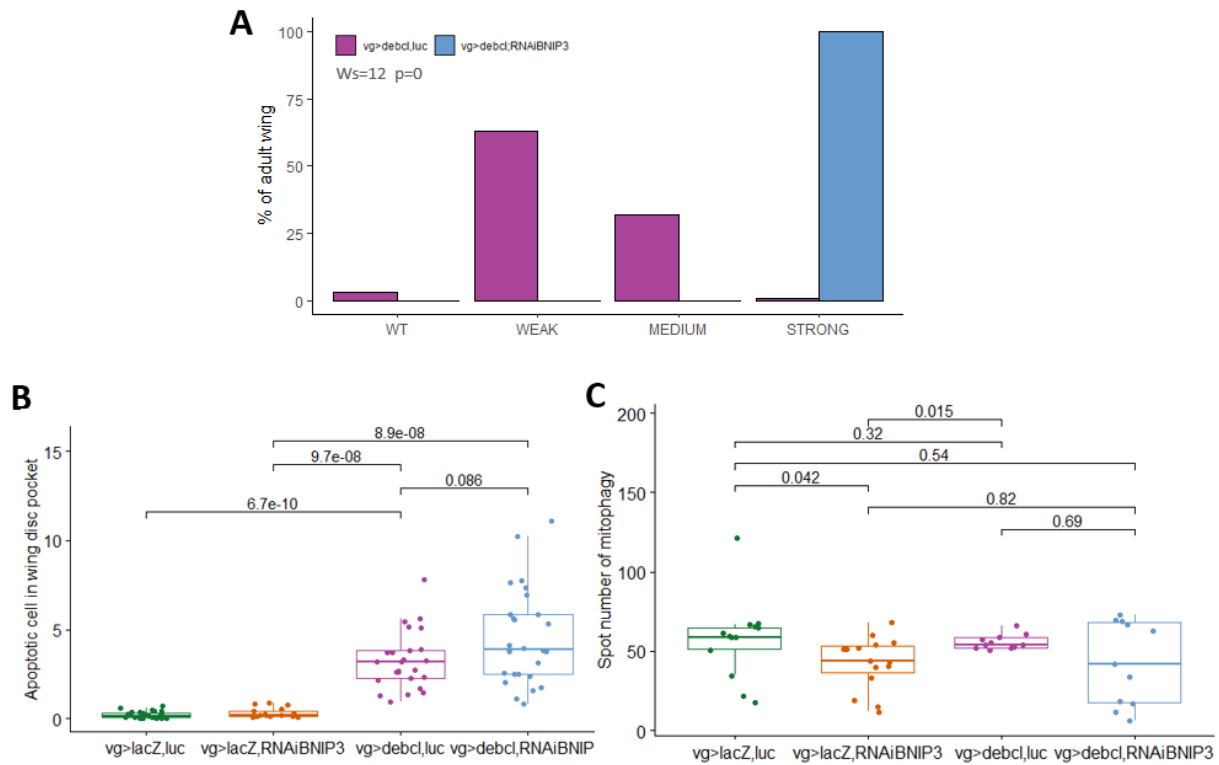 A
vg>debcl,luc vg>debcl,RNAiBNIP3
Ws=12 p=0
% of adult wing
100
75
50
25
0
WT WEAK MEDIUM STRONG
B
Apoptotic cell in wing disc pocket
15
10
5
0
8.9e-08
9.7e-08
0.086
6.7e-10
vg>lacZ,luc vg>lacZ,RNAiBNIP3 vg>debcl,luc vg>debcl,RNAiBNIP
C
Spot number of mitophagy
200
150
100
50
0
0.015
0.32
0.54
0.042
0.82
0.69
vg>lacZ,luc vg>lacZ,RNAiBNIP3 vg>debcl,luc vg>debcl,RNAiBNIP3